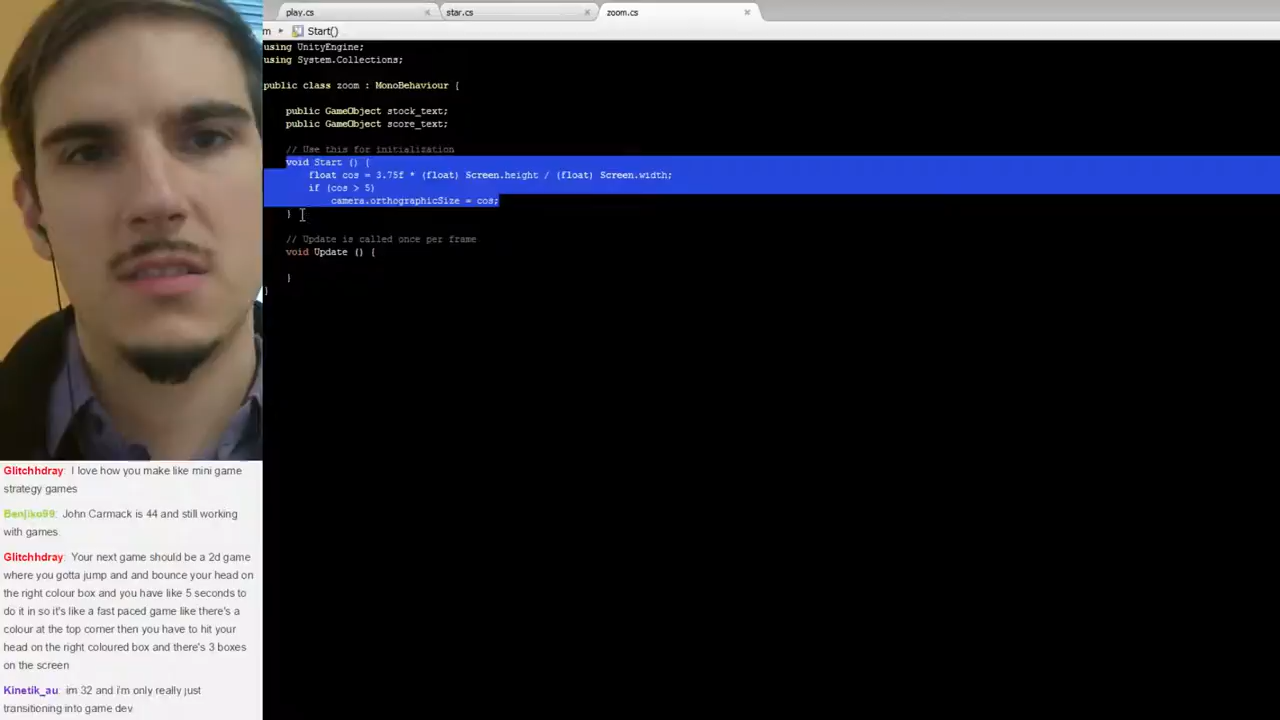 play.cs
star.cs
zoom.cs
m
Start()
using UnityEngine;
using System.Collections;
public class zoom : MonoBehaviour {
public GameObject stock_text;
public GameObject score_text;
// Use this for initialization
void Start () {
float cos = 3.75f * (float) Screen.height / (float) Screen.width;
if (cos > 5)
camera.orthographicSize = cos;
}
// Update is called once per frame
void Update () {
}
}
Glitchhdray: I love how you make like mini game
strategy games
Benjiko99: John Carmack is 44 and still working
with games
Glitchhdray: Your next game should be a 2d game
where you gotta jump and and bounce your head on
the right colour box and you have like 5 seconds to
do it in so it's like a fast paced game like there's a
colour at the top corner then you have to hit your
head on the right coloured box and there's 3 boxes
on the screen
Kinetik_au: im 32 and i'm only really just
transitioning into game dev